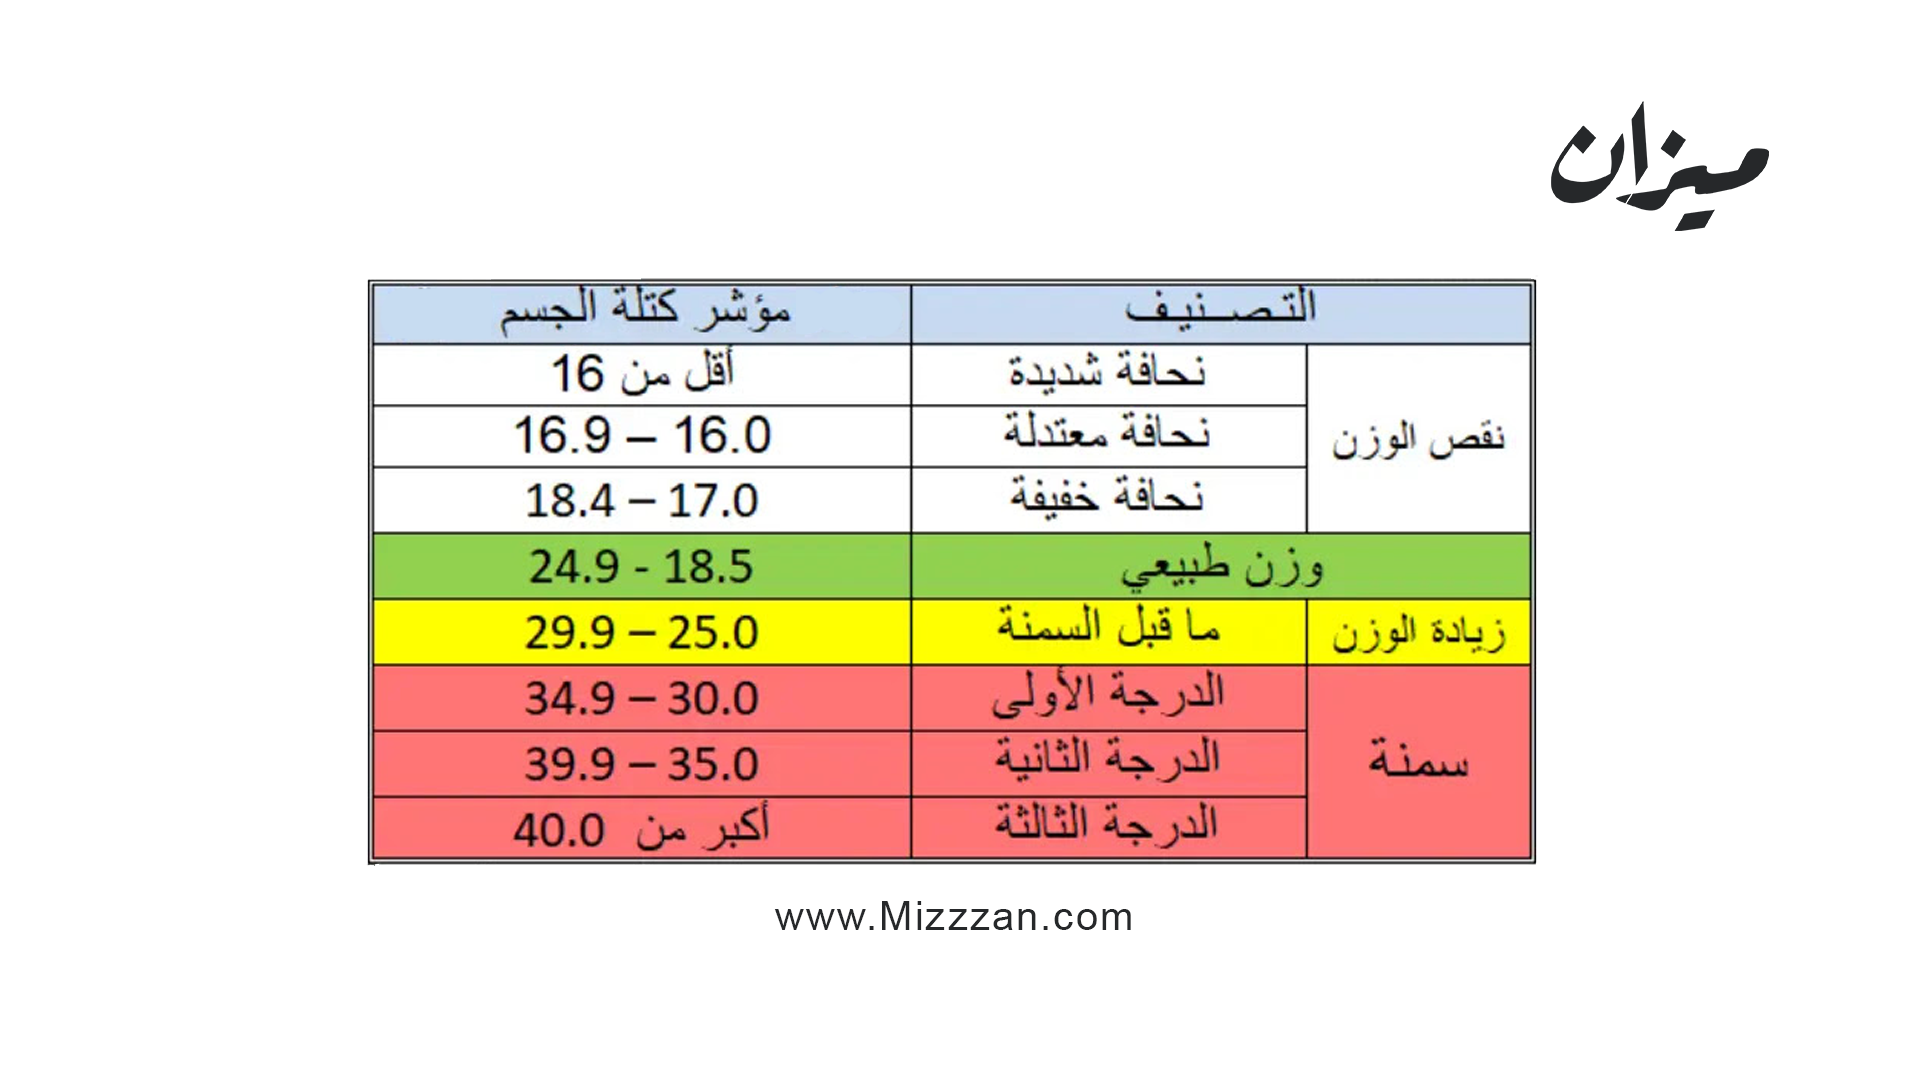 ميزان
التصنيف مؤشر كتلة الجسم
نقص الوزن
نحافة شديدة أقل من 16
نحافة معتدلة 16.0 – 16.9
نحافة خفيفة 17.0 – 18.4
وزن طبيعي 18.5 - 24.9
زيادة الوزن ما قبل السمنة 25.0 – 29.9
سمنة
الدرجة الأولى 30.0 – 34.9
الدرجة الثانية 35.0 – 39.9
الدرجة الثالثة أكبر من 40.0
www.Mizzzan.com